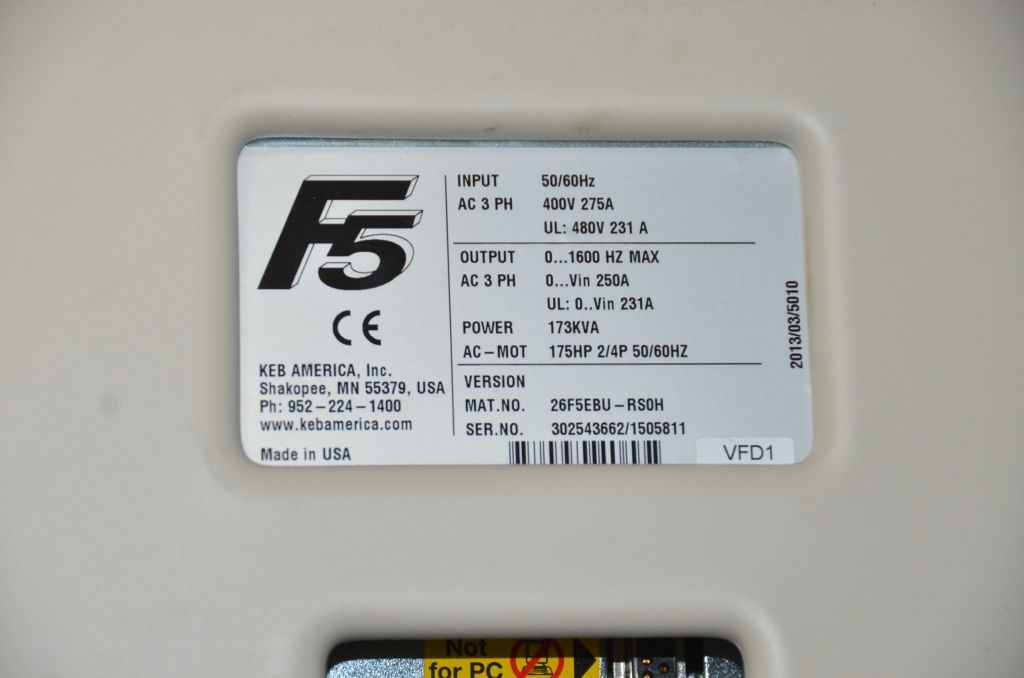 F5
CE
KEB AMERICA, Inc.
Shakopee, MN 55379, USA
Ph: 952-224-1400
www.kebamerica.com
Made in USA
INPUT 50/60Hz
AC 3 PH 400V 275A
UL: 480V 231 A
OUTPUT 0...1600 HZ MAX
AC 3 PH 0...Vin 250A
UL: 0..Vin 231A
POWER 173KVA
AC-MOT 175HP 2/4P 50/60HZ
VERSION
MAT.NO. 26F5EBU-RS0H
SER.NO. 302543662/1505811
VFD1
2013/03/5010
Not
for PC